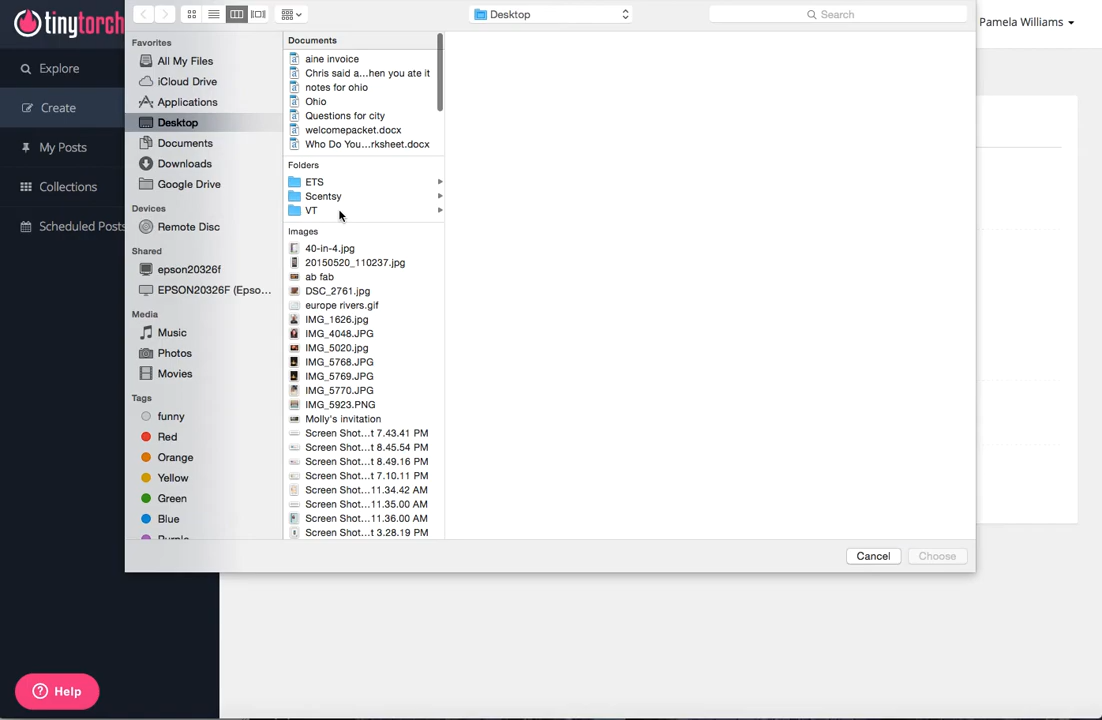 tinytorch
Desktop
Search
Pamela Williams
Explore
Create
My Posts
Collections
Scheduled Posts
Help
Favorites
All My Files
iCloud Drive
Applications
Desktop
Documents
Downloads
Google Drive
Devices
Remote Disc
Shared
epson20326f
EPSON20326F (Epso...
Media
Music
Photos
Movies
Tags
funny
Red
Orange
Yellow
Green
Blue
Purple
Documents
aine invoice
Chris said a...hen you ate it
notes for ohio
Ohio
Questions for city
welcomepacket.docx
Who Do You...rksheet.docx
Folders
ETS
Scentsy
VT
Images
40-in-4.jpg
20150520_110237.jpg
ab fab
DSC_2761.jpg
europe rivers.gif
IMG_1626.jpg
IMG_4048.JPG
IMG_5020.jpg
IMG_5768.JPG
IMG_5769.JPG
IMG_5770.JPG
IMG_5923.PNG
Molly's invitation
Screen Shot...t 7.43.41 PM
Screen Shot...t 8.45.54 PM
Screen Shot...t 8.49.16 PM
Screen Shot...t 7.10.11 PM
Screen Shot...11.34.42 AM
Screen Shot...11.35.00 AM
Screen Shot...11.36.00 AM
Screen Shot...t 3.28.19 PM
Cancel
Choose